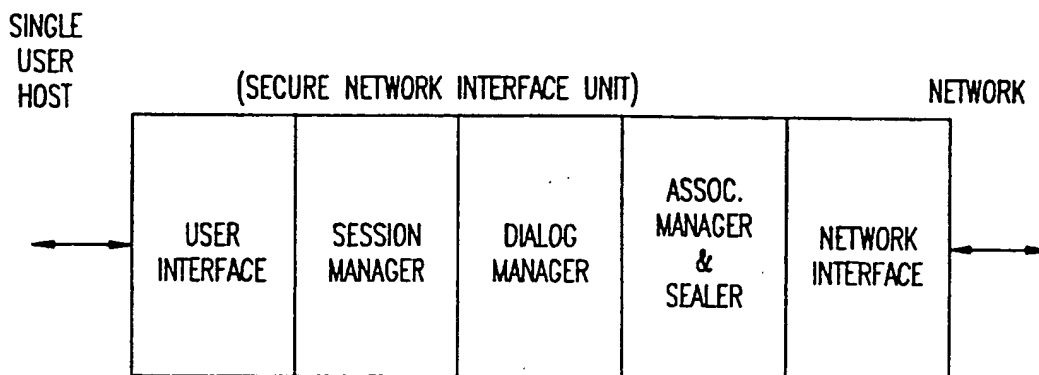 SINGLE
USER
HOST
(SECURE NETWORK INTERFACE UNIT)
NETWORK
USER
INTERFACE
SESSION
MANAGER
DIALOG
MANAGER
ASSOC.
MANAGER
&
SEALER
NETWORK
INTERFACE